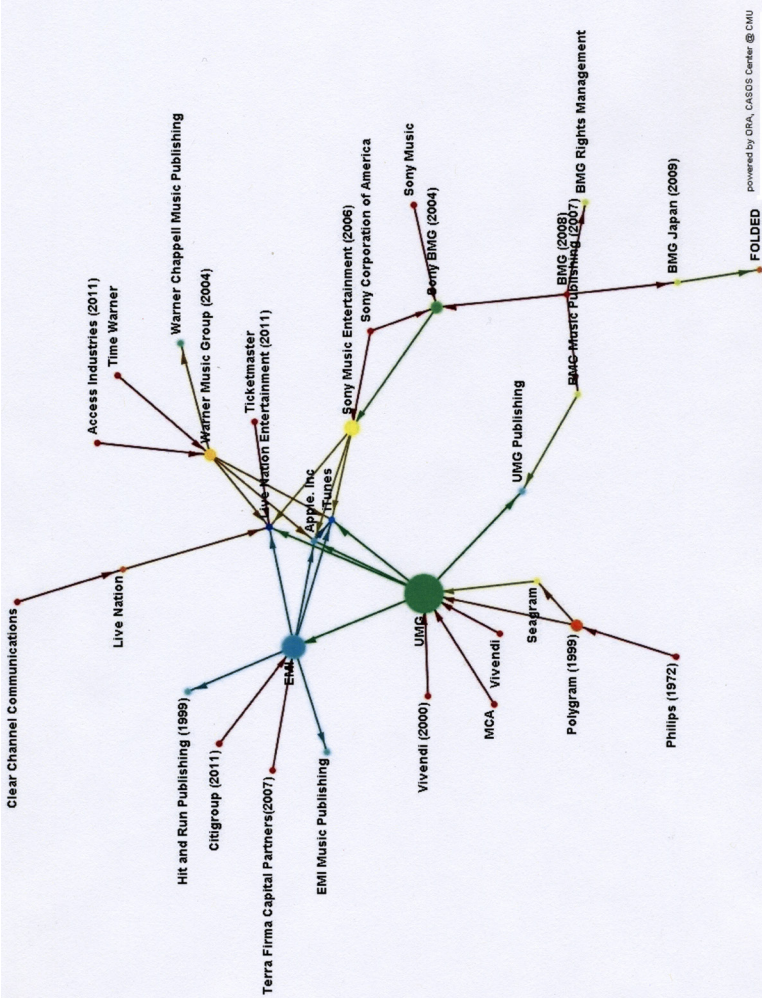 Clear Channel Communications
Live Nation
Access Industries (2011)
Time Warner
Warner Chappell Music Publishing
Warner Music Group (2004)
Ticketmaster
Live Nation Entertainment (2011)
Apple. Inc
iTunes
Sony Music Entertainment (2006)
Sony Corporation of America
Sony Music
Sony BMG (2004)
BMG (2008)
BMG Music Publishing (2007)
BMG Rights Management
BMG Japan (2009)
FOLDED
UMG Publishing
UMG
Seagram
Polygram (1999)
Philips (1972)
Vivendi
MCA
Vivendi (2000)
EMI
Hit and Run Publishing (1999)
Citigroup (2011)
Terra Firma Capital Partners(2007)
EMI Music Publishing
powered by ORA, CASOS Center @ CMU